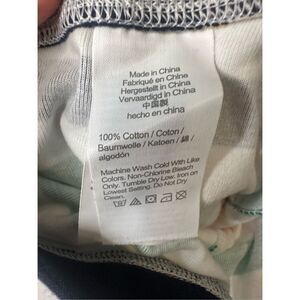 Made in China
Fabriqué en Chine
Hergestellt in China
Vervaardigd in China
中国製
hecho en china
100% Cotton / Coton /
Baumwolle / Katoen / 綿 /
algodón
Machine Wash Cold With Like
Colors. Non-Chlorine Bleach
Only. Tumble Dry Low. Iron on
Lowest Setting. Do Not Dry
Clean.